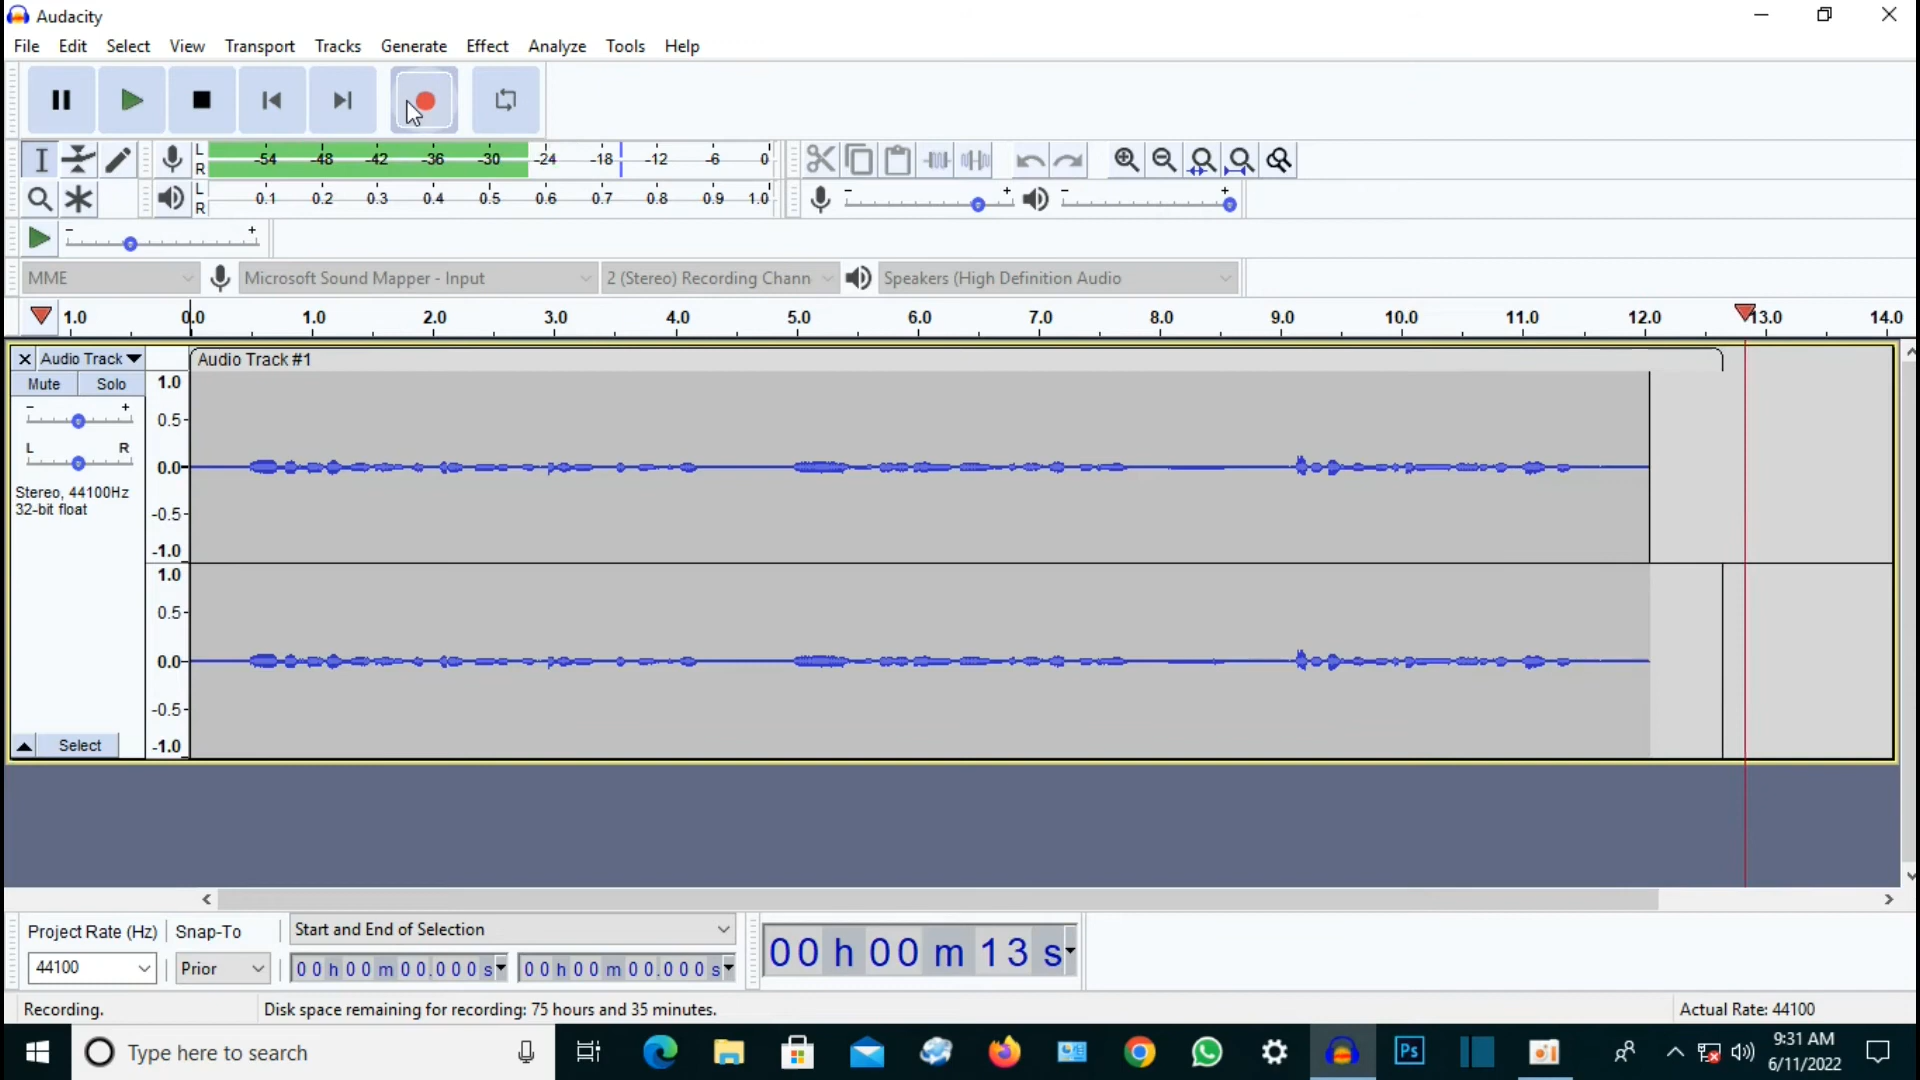 Audacity
File Edit Select View Transport Tracks Generate Effect Analyze Tools Help
L
R
-54 -48 -42 -36 -30 -24 -18 -12 -6 0
L
R
0.1 0.2 0.3 0.4 0.5 0.6 0.7 0.8 0.9 1.0
- + - +
- +
MME Microsoft Sound Mapper - Input 2 (Stereo) Recording Chann Speakers (High Definition Audio
1.0 0.0 1.0 2.0 3.0 4.0 5.0 6.0 7.0 8.0 9.0 10.0 11.0 12.0 13.0 14.0
Audio Track Audio Track #1
Mute Solo 1.0
- + 0.5
L R
0.0
Stereo, 44100Hz
32-bit float
-0.5
-1.0
1.0
0.5
0.0
-0.5
Select -1.0
Project Rate (Hz) Snap-To Start and End of Selection
44100 Prior 00 h 00 m 00.000 s 00 h 00 m 00.000 s 00 h 00 m 13 s
Recording. Disk space remaining for recording: 75 hours and 35 minutes. Actual Rate: 44100
Type here to search Ps 9:31 AM
6/11/2022